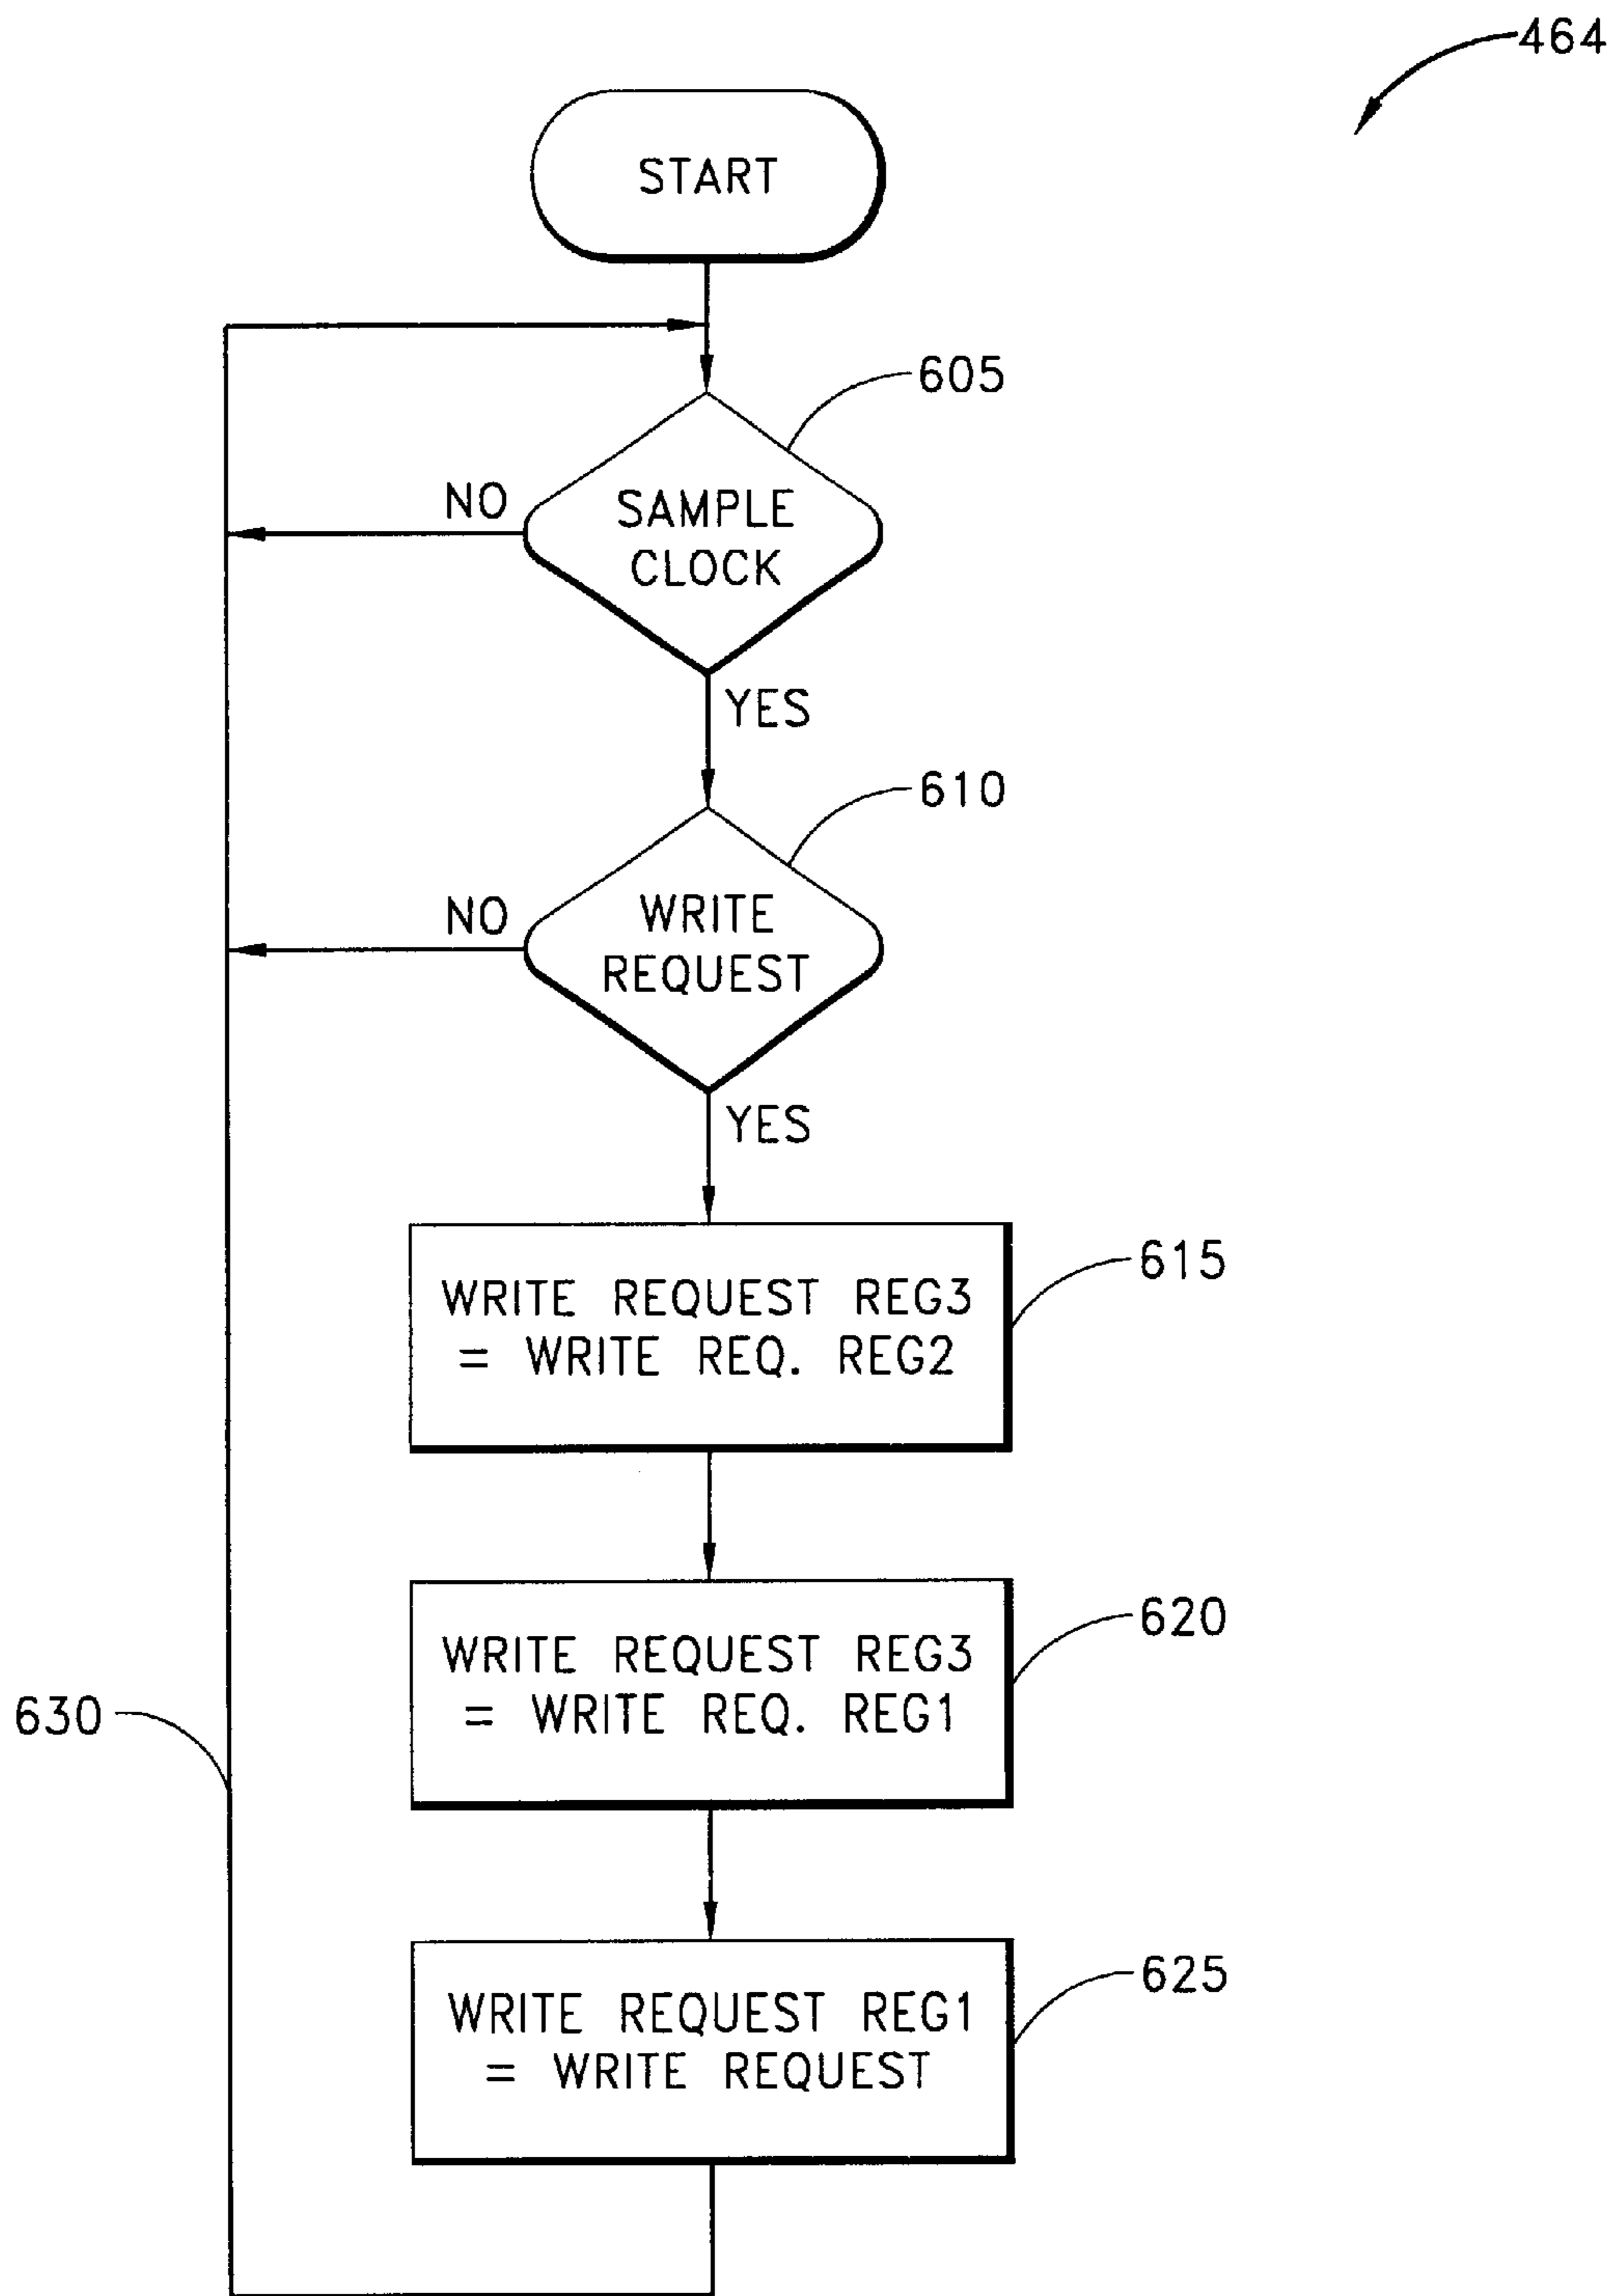 464
START
605
NO
SAMPLE
CLOCK
YES
610
NO
WRITE
REQUEST
YES
615
WRITE REQUEST REG3
= WRITE REQ. REG2
620
WRITE REQUEST REG3
= WRITE REQ. REG1
630
625
WRITE REQUEST REG1
= WRITE REQUEST